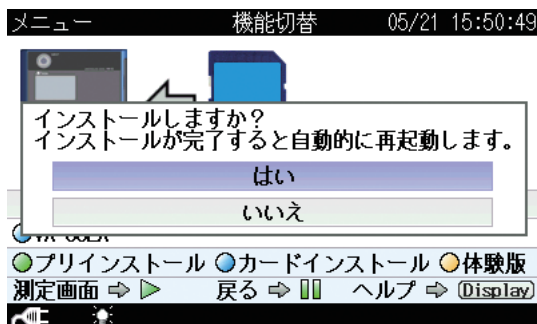 メニュー 機能切替 05/21 15:50:49
インストールしますか?
インストールが完了すると自動的に再起動します。
はい
いいえ
プリインストール カードインストール 体験版
測定画面 ⇨ ▷ 戻る ⇨ ▯▯ ヘルプ ⇨ Display